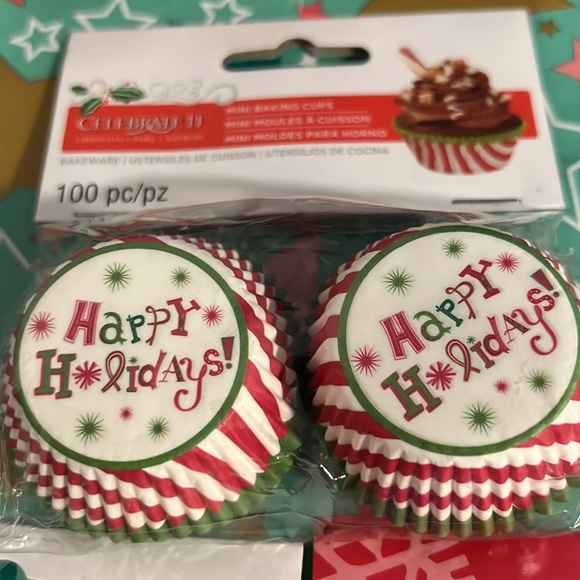 CELEBRATE IT
MINI BAKING CUPS
MINI MOULES À CUISSON
MINI MOLDES PARA HORNO
BAKEWARE | USTENSILES DE CUISSON | UTENSILIOS DE COCINA
100 pc/pz
HAPPY
HOlidAys!
HAPPY
HOlidAys!